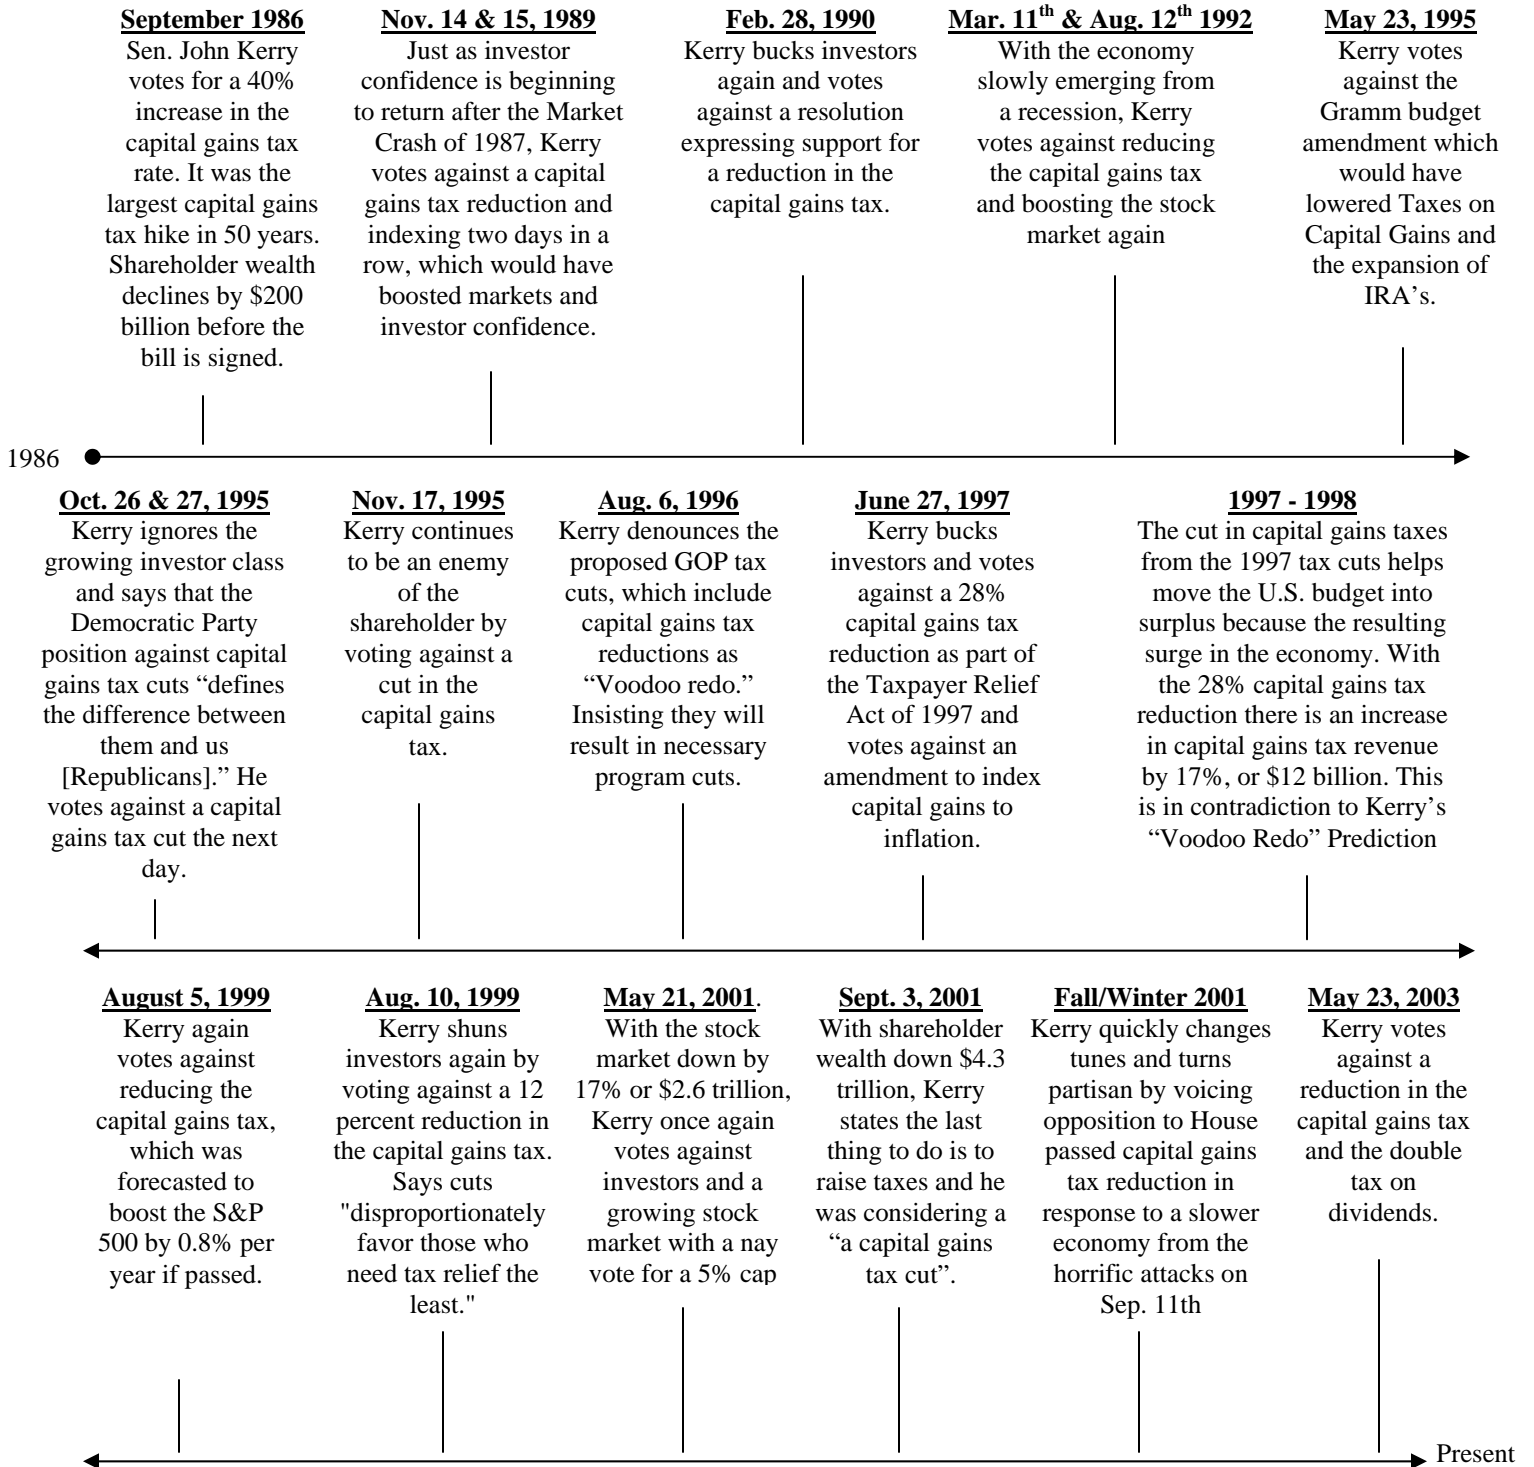 September 1986
Sen. John Kerry
votes for a 40%
increase in the
capital gains tax
rate. It was the
largest capital gains
tax hike in 50 years.
Shareholder wealth
declines by $200
billion before the
bill is signed.
Nov. 14 & 15, 1989
Just as investor
confidence is beginning
to return after the Market
Crash of 1987, Kerry
votes against a capital
gains tax reduction and
indexing two days in a
row, which would have
boosted markets and
investor confidence.
Feb. 28, 1990
Kerry bucks investors
again and votes
against a resolution
expressing support for
a reduction in the
capital gains tax.
Mar. 11th & Aug. 12th 1992
With the economy
slowly emerging from
a recession, Kerry
votes against reducing
the capital gains tax
and boosting the stock
market again
May 23, 1995
Kerry votes
against the
Gramm budget
amendment which
would have
lowered Taxes on
Capital Gains and
the expansion of
IRA’s.
1986
Oct. 26 & 27, 1995
Kerry ignores the
growing investor class
and says that the
Democratic Party
position against capital
gains tax cuts “defines
the difference between
them and us
[Republicans].” He
votes against a capital
gains tax cut the next
day.
Nov. 17, 1995
Kerry continues
to be an enemy
of the
shareholder by
voting against a
cut in the
capital gains
tax.
Aug. 6, 1996
Kerry denounces the
proposed GOP tax
cuts, which include
capital gains tax
reductions as
“Voodoo redo.”
Insisting they will
result in necessary
program cuts.
June 27, 1997
Kerry bucks
investors and votes
against a 28%
capital gains tax
reduction as part of
the Taxpayer Relief
Act of 1997 and
votes against an
amendment to index
capital gains to
inflation.
1997 - 1998
The cut in capital gains taxes
from the 1997 tax cuts helps
move the U.S. budget into
surplus because the resulting
surge in the economy. With
the 28% capital gains tax
reduction there is an increase
in capital gains tax revenue
by 17%, or $12 billion. This
is in contradiction to Kerry’s
“Voodoo Redo” Prediction
August 5, 1999
Kerry again
votes against
reducing the
capital gains tax,
which was
forecasted to
boost the S&P
500 by 0.8% per
year if passed.
Aug. 10, 1999
Kerry shuns
investors again by
voting against a 12
percent reduction in
the capital gains tax.
Says cuts
"disproportionately
favor those who
need tax relief the
least."
May 21, 2001.
With the stock
market down by
17% or $2.6 trillion,
Kerry once again
votes against
investors and a
growing stock
market with a nay
vote for a 5% cap
Sept. 3, 2001
With shareholder
wealth down $4.3
trillion, Kerry
states the last
thing to do is to
raise taxes and he
was considering a
“a capital gains
tax cut”.
Fall/Winter 2001
Kerry quickly changes
tunes and turns
partisan by voicing
opposition to House
passed capital gains
tax reduction in
response to a slower
economy from the
horrific attacks on
Sep. 11th
May 23, 2003
Kerry votes
against a
reduction in the
capital gains tax
and the double
tax on
dividends.
Present